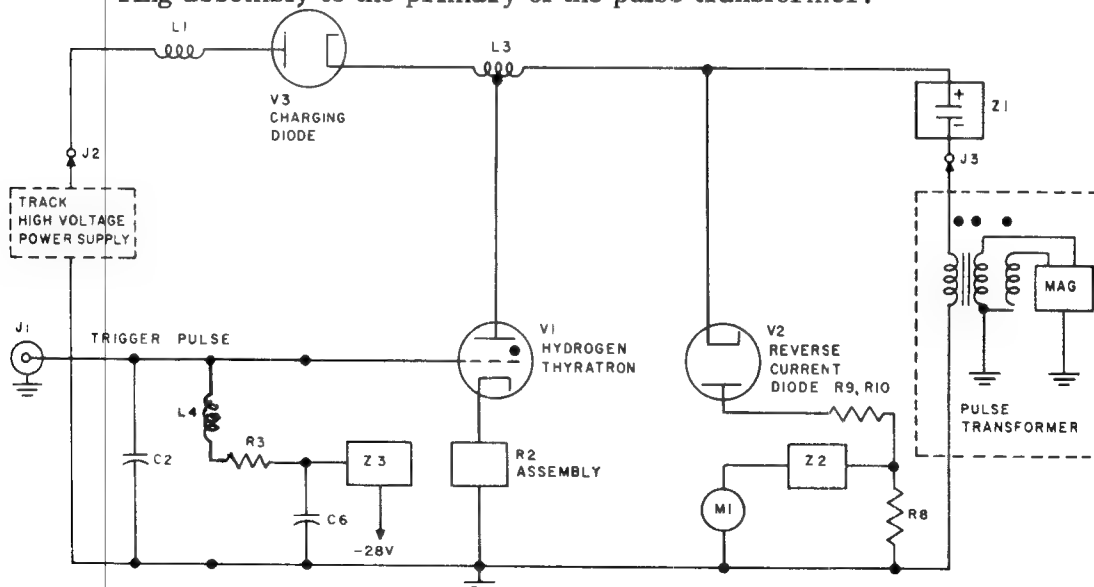 ring assembly to the primary of the pulse transformer.
L1
L3
V3
CHARGING
DIODE
+
Z1
-
J2
J3
TRACK
HIGH VOLTAGE
POWER SUPPLY
MAG
J1
TRIGGER PULSE
V1
HYDROGEN
THYRATRON
V2
REVERSE
CURRENT
DIODE R9, R10
PULSE
TRANSFORMER
L4
R3
C2
Z3
R2
ASSEMBLY
Z2
M1
R8
C6
-28V